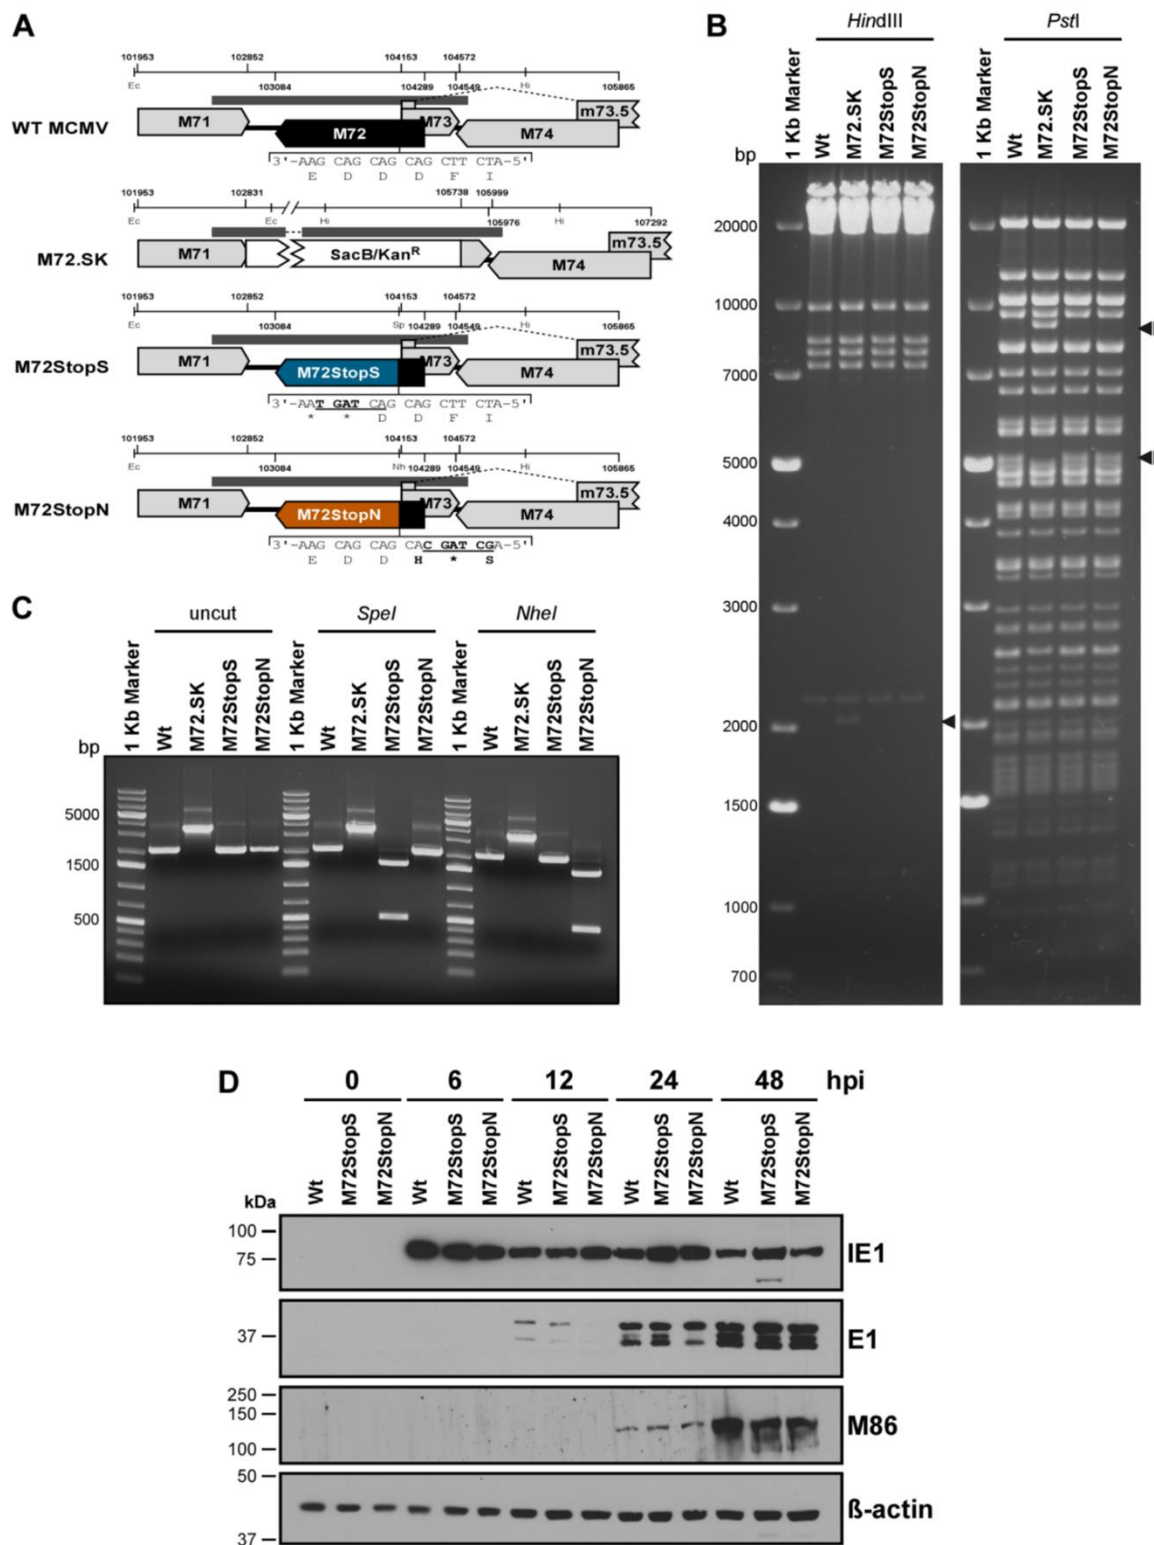 A
101953 102852 104153 104572
Ec 103084 104289 104549 Hi 105865
m73.5
M71 M73
WT MCMV M72 M74
3'-AAG CAG CAG CAG CTT CTA-5'
E D D D F I
101953 102831 105738 105999
Ec Ec Hi 105976 Hi 107292
m73.5
M72.SK M71 SacB/KanR M74
101953 102852 104153 104572
Ec 103084 Sp 104289 104549 Hi 105865
m73.5
M71 M73
M72StopS M72StopS M74
3'-AAT GAT CAG CAG CTT CTA-5'
* * D D F I
101953 102852 104153 104572
Ec 103084 Nh 104289 104549 Hi 105865
m73.5
M71 M73
M72StopN M72StopN M74
3'-AAG CAG CAG CAC GAT CGA-5'
E D D H * S
B
HindIII PstI
1 Kb Marker Wt M72.SK M72StopS M72StopN 1 Kb Marker Wt M72.SK M72StopS M72StopN
bp
20000
10000
7000
5000
4000
3000
2000
1500
1000
700
C
uncut SpeI NheI
1 Kb Marker Wt M72.SK M72StopS M72StopN 1 Kb Marker Wt M72.SK M72StopS M72StopN 1 Kb Marker Wt M72.SK M72StopS M72StopN
bp
5000
1500
500
D
0 6 12 24 48 hpi
Wt M72StopS M72StopN Wt M72StopS M72StopN Wt M72StopS M72StopN Wt M72StopS M72StopN Wt M72StopS M72StopN
kDa
100
75
IE1
37
E1
250
150
100
M86
50
37
ß-actin